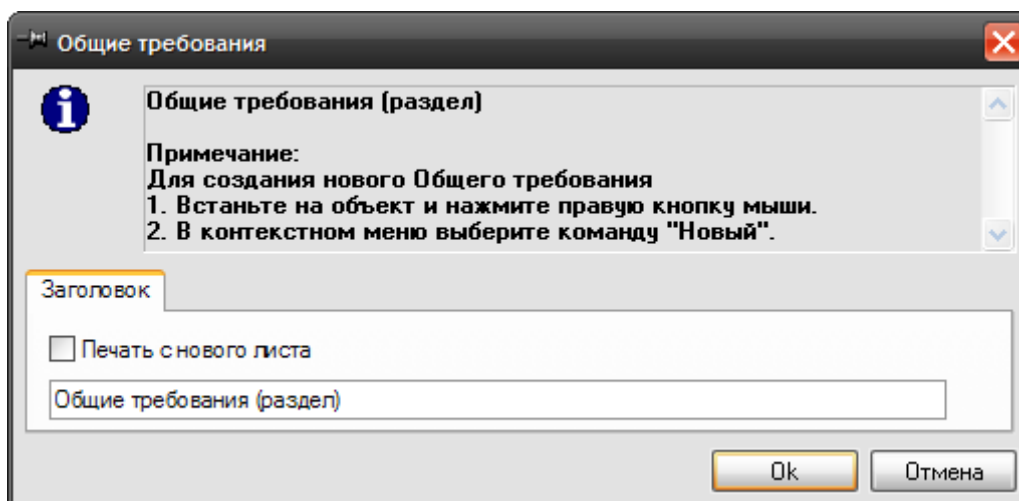 Общие требования
Общие требования (раздел)
Примечание:
Для создания нового Общего требования
1. Встаньте на объект и нажмите правую кнопку мыши.
2. В контекстном меню выберите команду "Новый".
Заголовок
Печать с нового листа
Общие требования (раздел)
Ok
Отмена